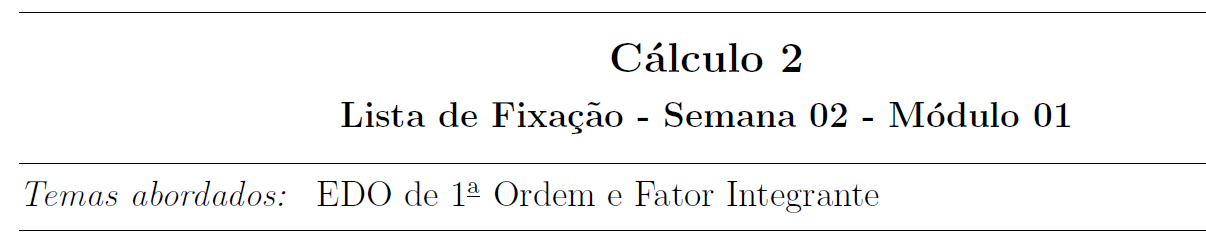 Cálculo 2
Lista de Fixação - Semana 02 - Módulo 01
Temas abordados: EDO de 1ª Ordem e Fator Integrante